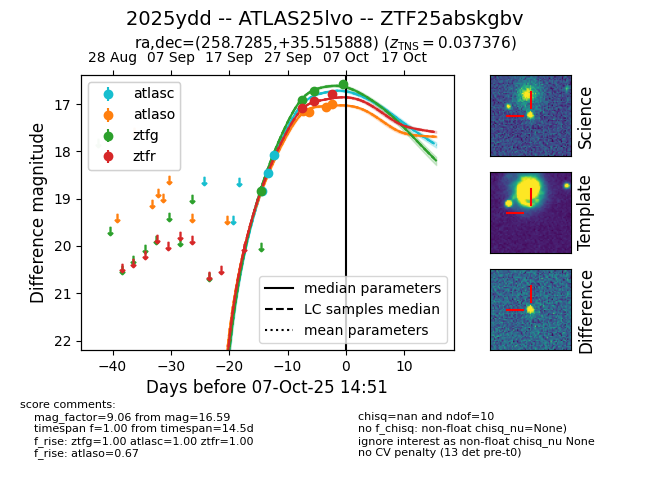 2025ydd -- ATLAS25lvo -- ZTF25abskgbv
ra,dec=(258.7285,+35.515888) (zTNS = 0.037376)
28 Aug 07 Sep 17 Sep 27 Sep 07 Oct 17 Oct
atlasc
atlaso
ztfg
ztfr
17
18
19
20
21
22
Difference magnitude
median parameters
LC samples median
mean parameters
−40 −30 −20 −10 0 10
Days before 07-Oct-25 14:51
Science
Template
Difference
score comments:
mag_factor=9.06 from mag=16.59
timespan f=1.00 from timespan=14.5d
f_rise: ztfg=1.00 atlasc=1.00 ztfr=1.00
f_rise: atlaso=0.67
chisq=nan and ndof=10
no f_chisq: non-float chisq_nu=None)
ignore interest as non-float chisq_nu None
no CV penalty (13 det pre-t0)